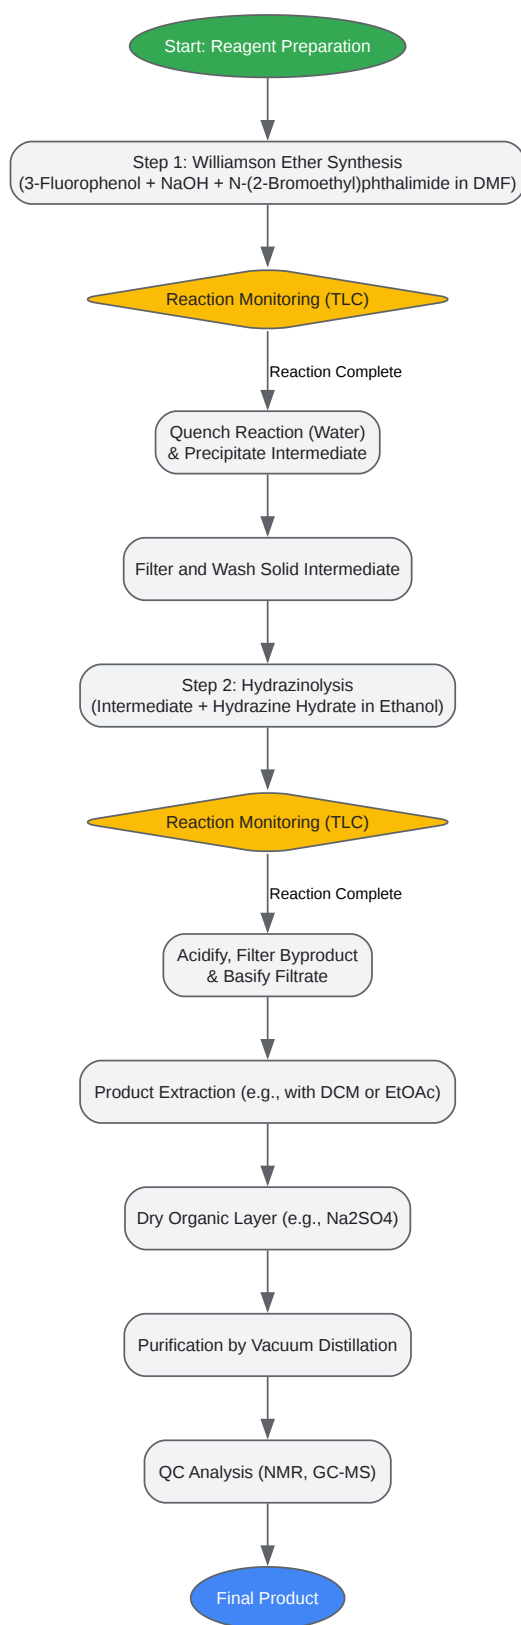 Start: Reagent Preparation
Step 1: Williamson Ether Synthesis
(3-Fluorophenol + NaOH + N-(2-Bromoethyl)phthalimide in DMF)
Reaction Monitoring (TLC)
Reaction Complete
Quench Reaction (Water)
& Precipitate Intermediate
Filter and Wash Solid Intermediate
Step 2: Hydrazinolysis
(Intermediate + Hydrazine Hydrate in Ethanol)
Reaction Monitoring (TLC)
Reaction Complete
Acidify, Filter Byproduct
& Basify Filtrate
Product Extraction (e.g., with DCM or EtOAc)
Dry Organic Layer (e.g., Na2SO4)
Purification by Vacuum Distillation
QC Analysis (NMR, GC-MS)
Final Product